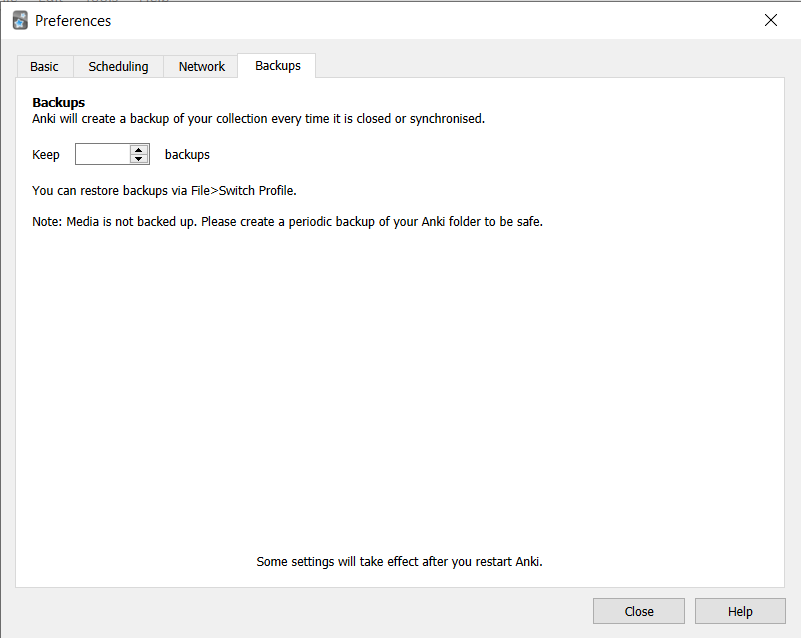 Preferences
Basic
Scheduling
Network
Backups
Backups
Anki will create a backup of your collection every time it is closed or synchronised.
Keep backups
You can restore backups via File>Switch Profile.
Note: Media is not backed up. Please create a periodic backup of your Anki folder to be safe.
Some settings will take effect after you restart Anki.
Close
Help